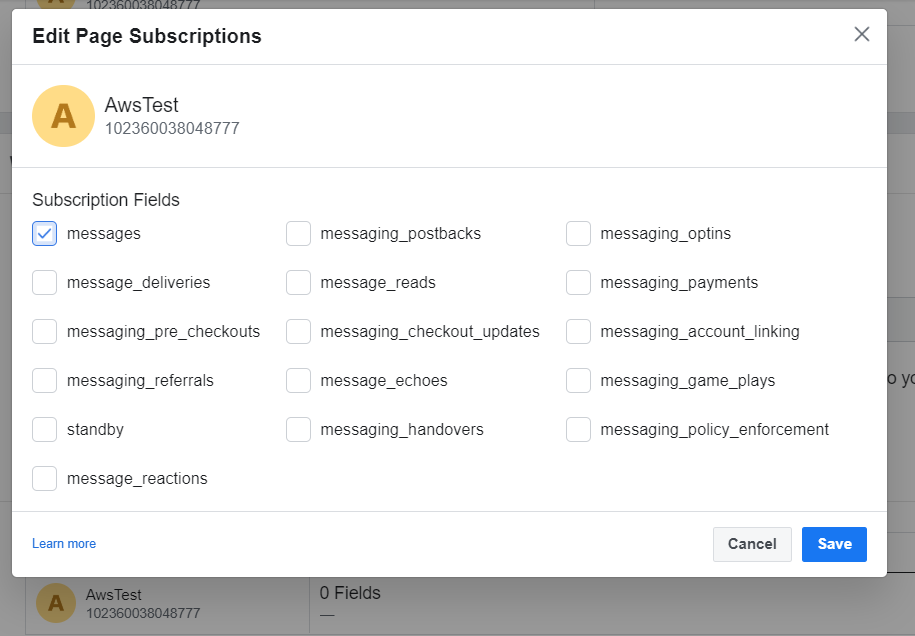 102360038048777
Edit Page Subscriptions
A
AwsTest
102360038048777
Subscription Fields
messages messaging_postbacks messaging_optins
message_deliveries message_reads messaging_payments
messaging_pre_checkouts messaging_checkout_updates messaging_account_linking
messaging_referrals message_echoes messaging_game_plays
standby messaging_handovers messaging_policy_enforcement
message_reactions
Learn more Cancel Save
A
AwsTest 0 Fields
102360038048777 —